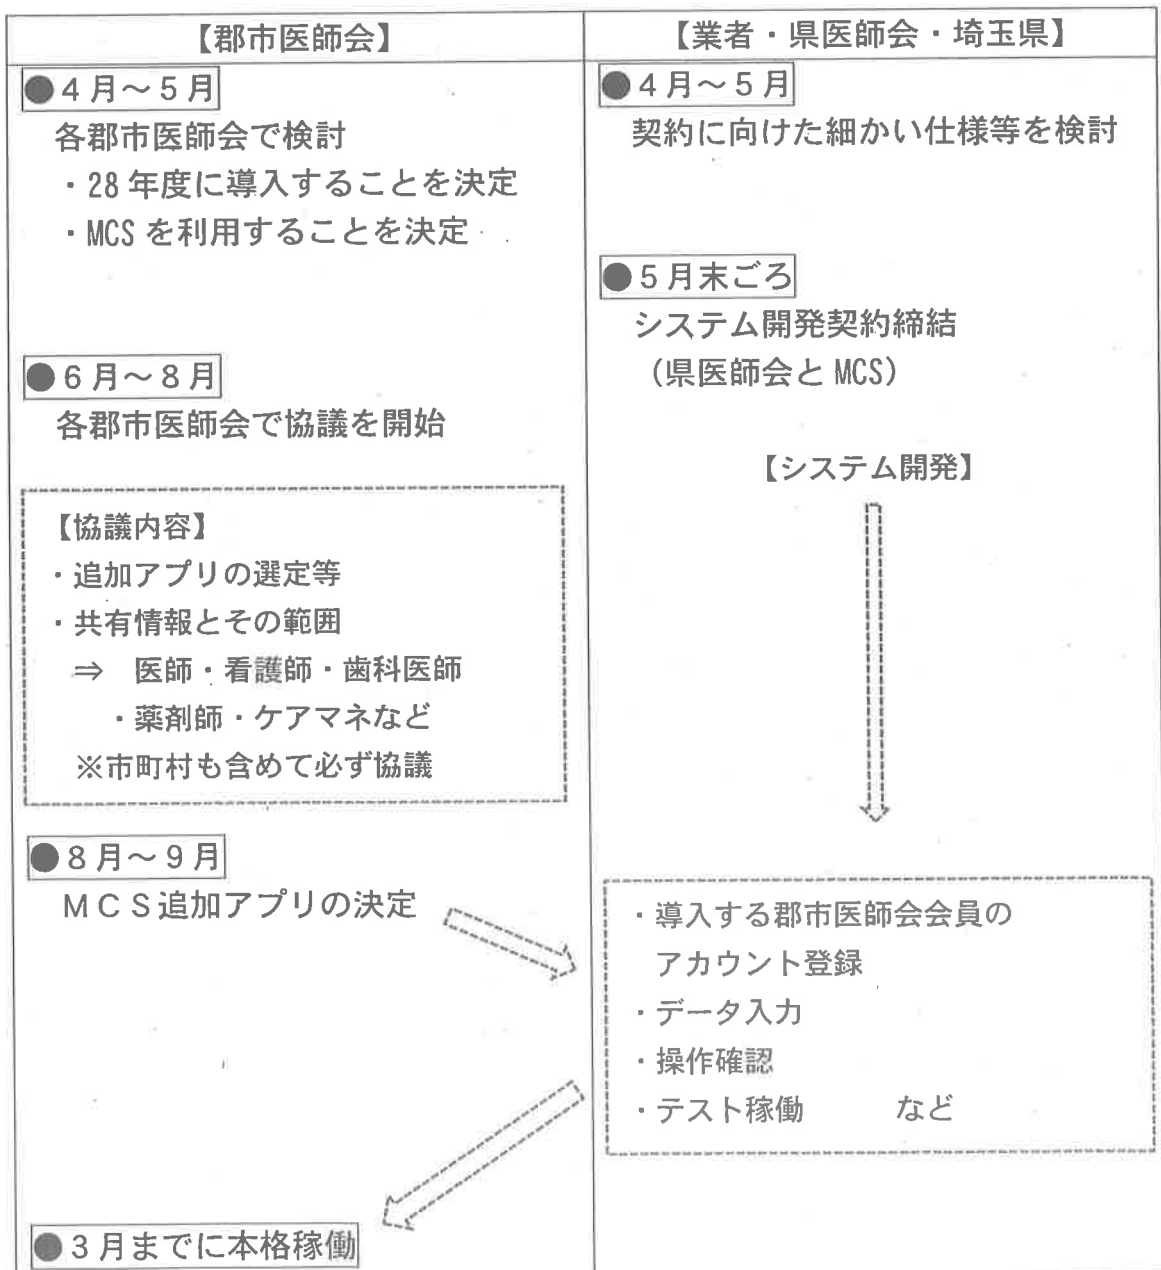 【郡市医師会】
●４月～５月
各郡市医師会で検討
・28年度に導入することを決定
・MCSを利用することを決定
●６月～８月
各郡市医師会で協議を開始
【協議内容】
・追加アプリの選定等
・共有情報とその範囲
⇒　医師・看護師・歯科医師
・薬剤師・ケアマネなど
※市町村も含めて必ず協議
●８月～９月
ＭＣＳ追加アプリの決定
●３月までに本格稼働
【業者・県医師会・埼玉県】
●４月～５月
契約に向けた細かい仕様等を検討
●５月末ごろ
システム開発契約締結
（県医師会とMCS）
【システム開発】
・導入する郡市医師会会員の
アカウント登録
・データ入力
・操作確認
・テスト稼働　　　など